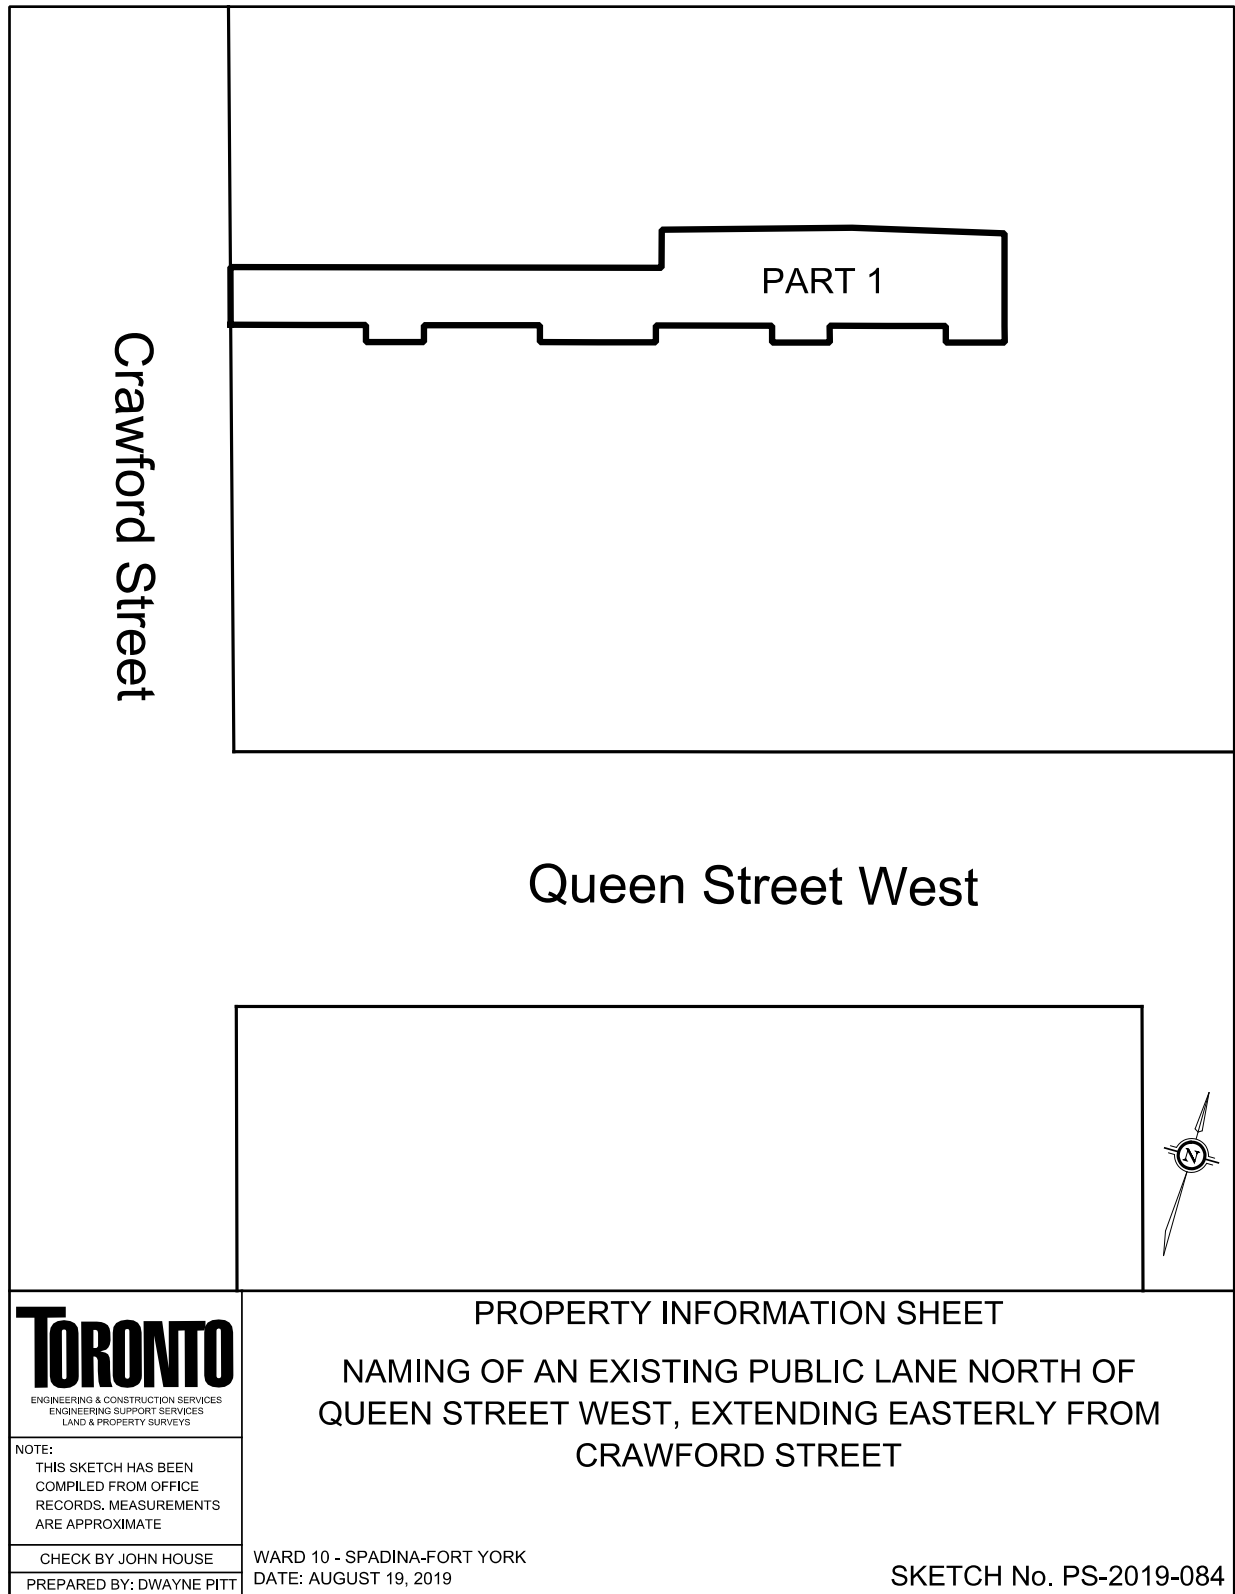 PART 1
Crawford Street
Queen Street West
N
TORONTO
ENGINEERING & CONSTRUCTION SERVICES
ENGINEERING SUPPORT SERVICES
LAND & PROPERTY SURVEYS
NOTE:
THIS SKETCH HAS BEEN
COMPILED FROM OFFICE
RECORDS. MEASUREMENTS
ARE APPROXIMATE
CHECK BY JOHN HOUSE
PREPARED BY: DWAYNE PITT
PROPERTY INFORMATION SHEET
NAMING OF AN EXISTING PUBLIC LANE NORTH OF
QUEEN STREET WEST, EXTENDING EASTERLY FROM
CRAWFORD STREET
WARD 10 - SPADINA-FORT YORK
DATE: AUGUST 19, 2019
SKETCH No. PS-2019-084